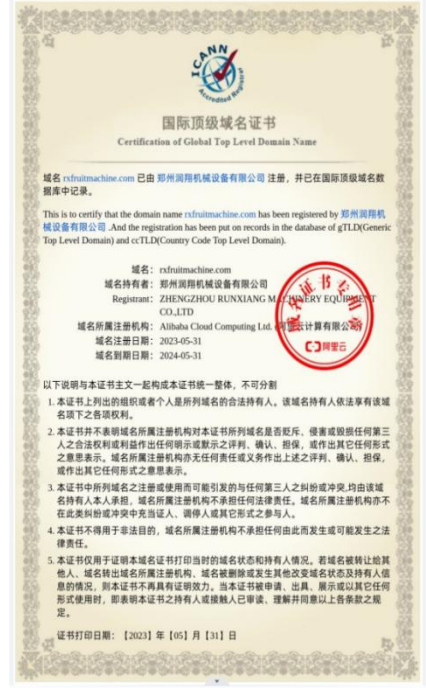 ICANN
Accredited Registrar
国际顶级域名证书
Certification of Global Top Level Domain Name
域名 rxfruitmachine.com 已由 郑州润翔机械设备有限公司 注册，并已在国际顶级域名数
据库中记录。
This is to certify that the domain name rxfruitmachine.com has been registered by 郑州润翔机
械设备有限公司 .And the registration has been put on records in the database of gTLD(Generic
Top Level Domain) and ccTLD(Country Code Top Level Domain).
域名： rxfruitmachine.com
域名持有者： 郑州润翔机械设备有限公司
Registrant： ZHENGZHOU RUNXIANG MACHINERY EQUIPMENT
CO.,LTD
域名所属注册机构： Alibaba Cloud Computing Ltd. 阿里云计算有限公司
域名注册日期： 2023-05-31
域名到期日期： 2024-05-31
域名证书专用章
阿里云
以下说明与本证书主文一起构成本证书统一整体，不可分割
1. 本证书上列出的组织或者个人是所列域名的合法持有人。该域名持有人依法享有该域
名项下之各项权利。
2. 本证书并不表明域名所属注册机构对本证书所列域名是否贬斥、侵害或毁损任何第三
人之合法权利或利益作出任何明示或默示之评判、确认、担保，或作出其它任何形式
之意思表示。域名所属注册机构亦无任何责任或义务作出上述之评判、确认、担保，
或作出其它任何形式之意思表示。
3. 本证书中所列域名之注册或使用而可能引发的与任何第三人之纠纷或冲突,均由该域
名持有人本人承担，域名所属注册机构不承担任何法律责任。域名所属注册机构亦不
在此类纠纷或冲突中充当证人、调停人或其它形式之参与人。
4. 本证书不得用于非法目的，域名所属注册机构不承担任何由此而发生或可能发生之法
律责任。
5. 本证书仅用于证明本域名证书打印当时的域名状态和持有人情况。若域名被转让给其
他人、域名转出域名所属注册机构、域名被删除或发生其他改变域名状态及持有人信
息的情况，则本证书不再具有证明效力。当本证书被申请、出具、展示或以其它任何
形式使用时，即表明本证书之持有人或接触人已审读、理解并同意以上各条款之规
定。
证书打印日期：【2023】年【05】月【31】日